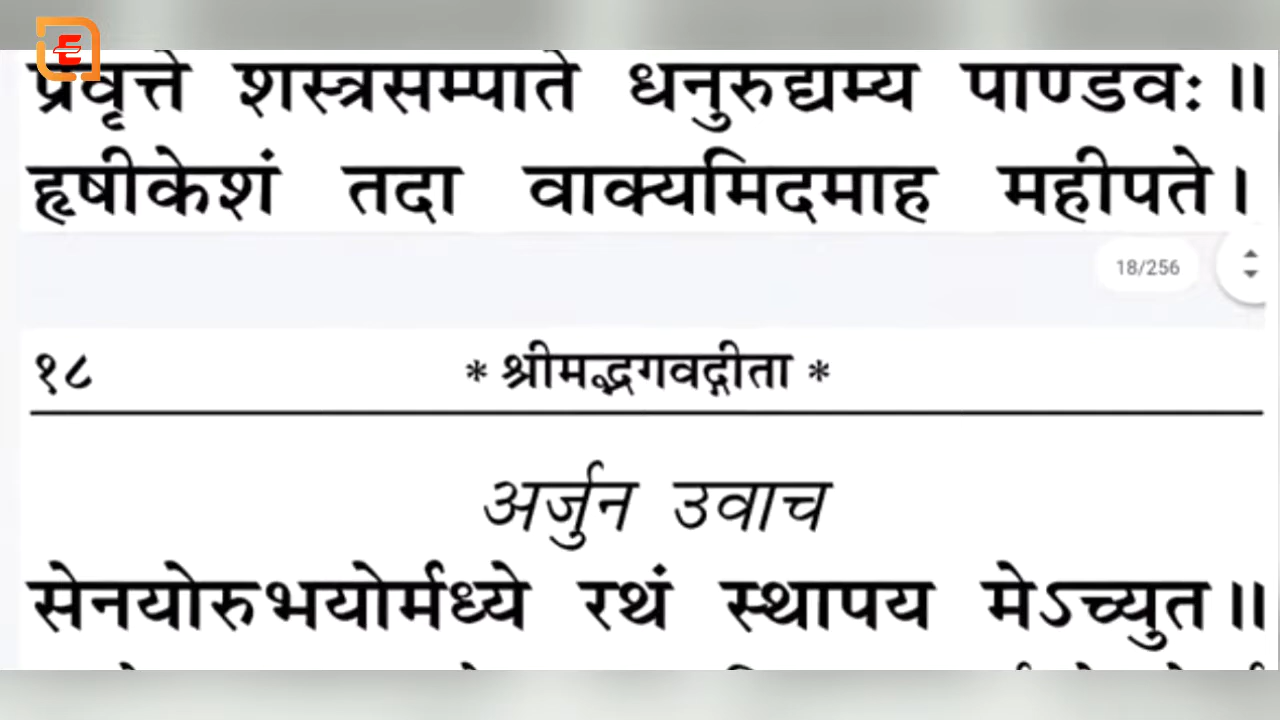 प्रवृत्ते शस्त्रसम्पाते धनुरुद्यम्य पाण्डवः॥
हृषीकेशं तदा वाक्यमिदमाह महीपते।
18/256
१८ * श्रीमद्भगवद्गीता *
अर्जुन उवाच
सेनयोरुभयोर्मध्ये रथं स्थापय मेऽच्युत॥